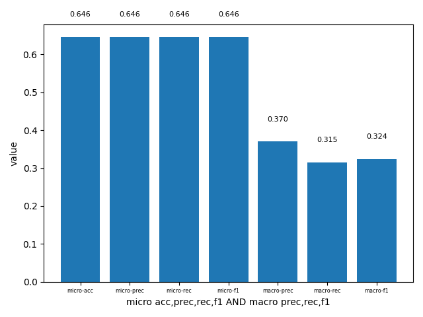 0.646 0.646 0.646 0.646
0.370
0.315
0.324
0.6
0.5
0.4
0.3
0.2
0.1
0.0
value
micro-acc micro-prec micro-rec micro-f1 macro-prec macro-rec macro-f1
micro acc,prec,rec,f1 AND macro prec,rec,f1